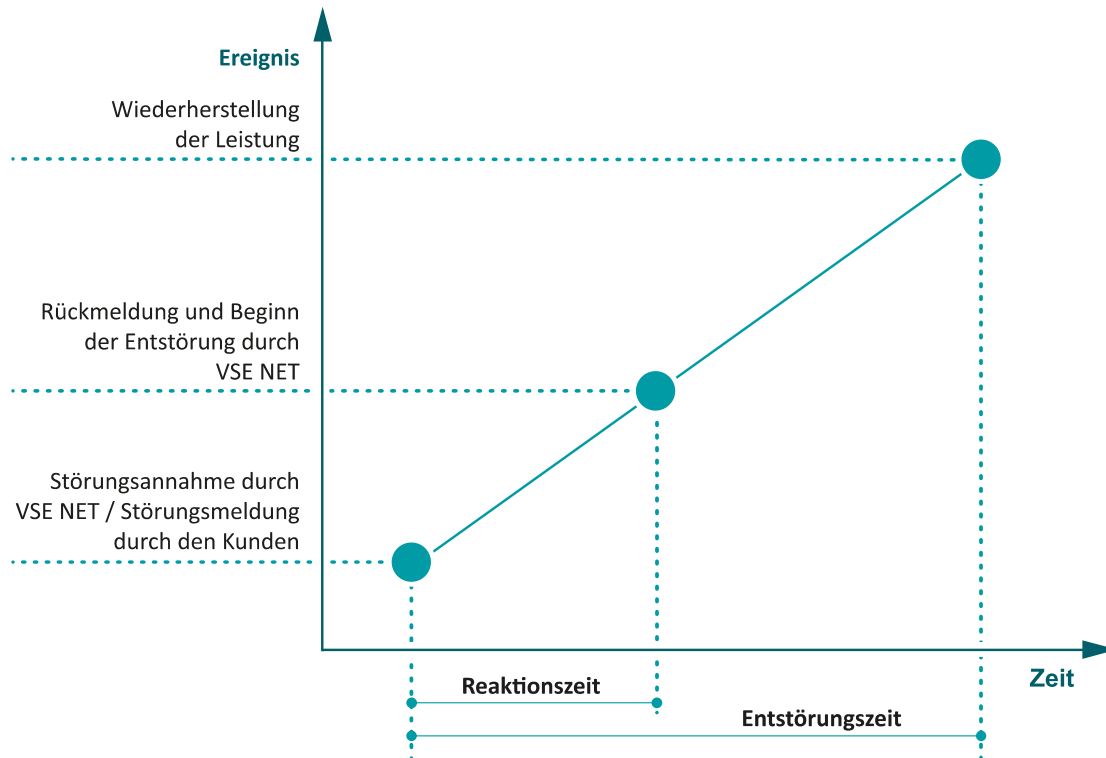 Ereignis
Wiederherstellung
der Leistung
Rückmeldung und Beginn
der Entstörung durch
VSE NET
Störungsannahme durch
VSE NET / Störungsmeldung
durch den Kunden
Zeit
Reaktionszeit
Entstörungszeit